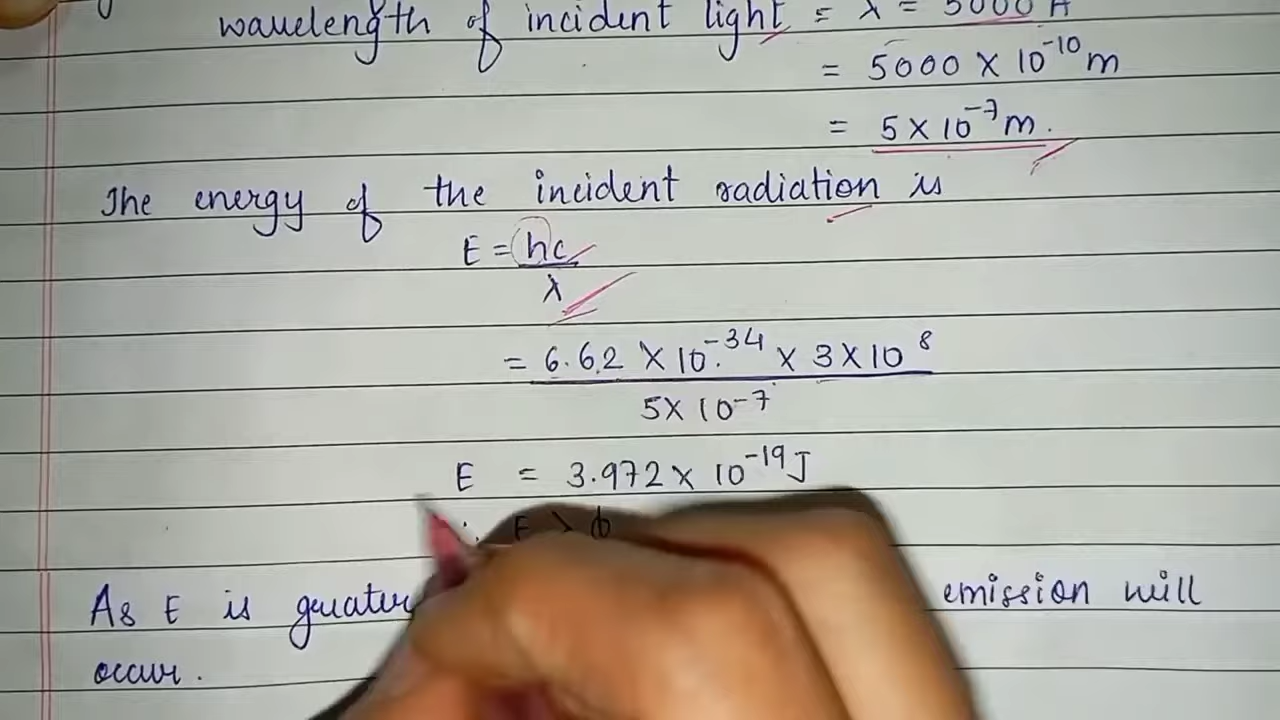 wavelength of incident light = λ = 5000 A
= 5000 × 10⁻¹⁰ m
= 5 × 10⁻⁷ m.
The energy of the incident radiation is
E = hc
λ
= 6.62 × 10⁻³⁴ × 3 × 10⁸
5 × 10⁻⁷
E = 3.972 × 10⁻¹⁹ J
E > ϕ
As E is greater emission will
occur.